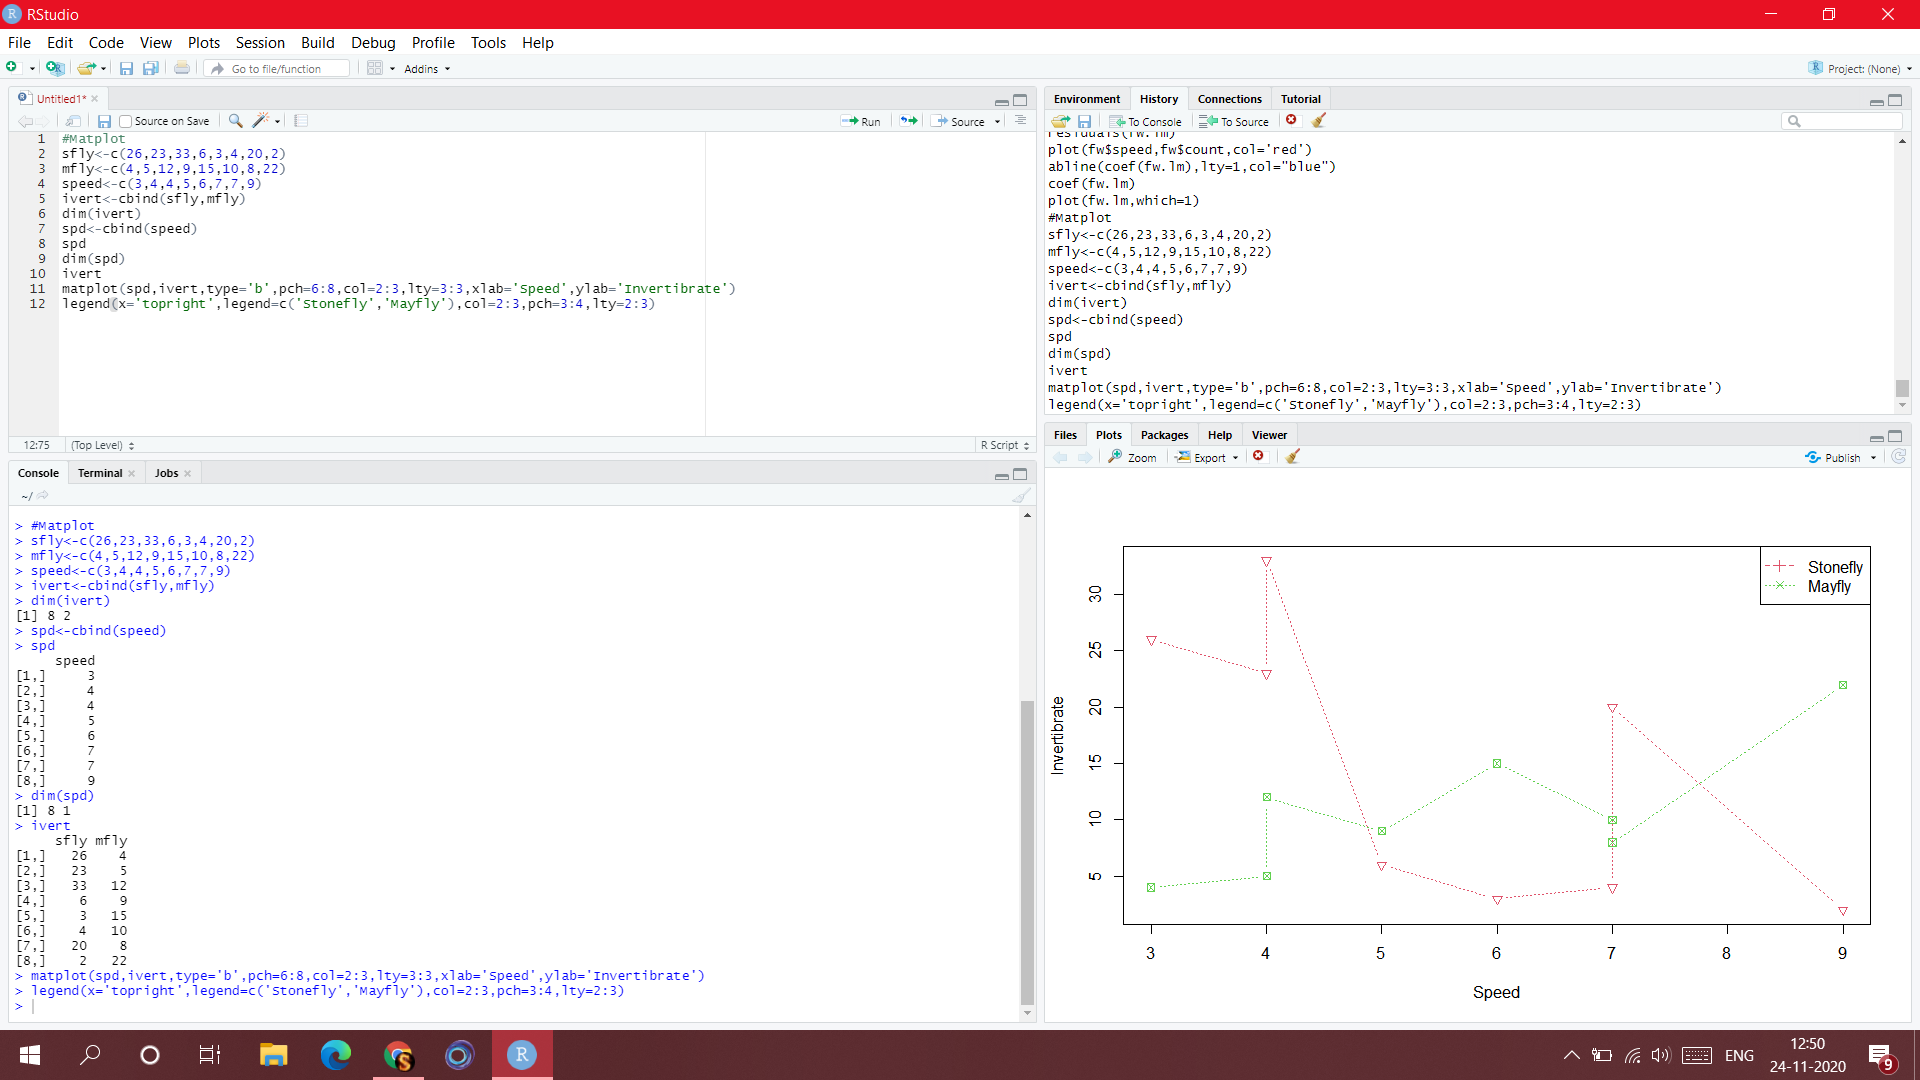 RStudio
File Edit Code View Plots Session Build Debug Profile Tools Help
Go to file/function Addins Project: (None)
Untitled1*
Source on Save Run Source
1 #Matplot
2 sfly<-c(26,23,33,6,3,4,20,2)
3 mfly<-c(4,5,12,9,15,10,8,22)
4 speed<-c(3,4,4,5,6,7,7,9)
5 ivert<-cbind(sfly,mfly)
6 dim(ivert)
7 spd<-cbind(speed)
8 spd
9 dim(spd)
10 ivert
11 matplot(spd,ivert,type='b',pch=6:8,col=2:3,lty=3:3,xlab='Speed',ylab='Invertibrate')
12 legend(x='topright',legend=c('Stonefly','Mayfly'),col=2:3,pch=3:4,lty=2:3)
12:75 (Top Level) R Script
Console Terminal Jobs
~/
> #Matplot
> sfly<-c(26,23,33,6,3,4,20,2)
> mfly<-c(4,5,12,9,15,10,8,22)
> speed<-c(3,4,4,5,6,7,7,9)
> ivert<-cbind(sfly,mfly)
> dim(ivert)
[1] 8 2
> spd<-cbind(speed)
> spd
speed
[1,] 3
[2,] 4
[3,] 4
[4,] 5
[5,] 6
[6,] 7
[7,] 7
[8,] 9
> dim(spd)
[1] 8 1
> ivert
sfly mfly
[1,] 26 4
[2,] 23 5
[3,] 33 12
[4,] 6 9
[5,] 3 15
[6,] 4 10
[7,] 20 8
[8,] 2 22
> matplot(spd,ivert,type='b',pch=6:8,col=2:3,lty=3:3,xlab='Speed',ylab='Invertibrate')
> legend(x='topright',legend=c('Stonefly','Mayfly'),col=2:3,pch=3:4,lty=2:3)
>
Environment History Connections Tutorial
To Console To Source
residuals(fw.lm)
plot(fw$speed,fw$count,col='red')
abline(coef(fw.lm),lty=1,col="blue")
coef(fw.lm)
plot(fw.lm,which=1)
#Matplot
sfly<-c(26,23,33,6,3,4,20,2)
mfly<-c(4,5,12,9,15,10,8,22)
speed<-c(3,4,4,5,6,7,7,9)
ivert<-cbind(sfly,mfly)
dim(ivert)
spd<-cbind(speed)
spd
dim(spd)
ivert
matplot(spd,ivert,type='b',pch=6:8,col=2:3,lty=3:3,xlab='Speed',ylab='Invertibrate')
legend(x='topright',legend=c('Stonefly','Mayfly'),col=2:3,pch=3:4,lty=2:3)
Files Plots Packages Help Viewer
Zoom Export Publish
Stonefly
Mayfly
30
25
20
15
10
5
Invertibrate
3 4 5 6 7 8 9
Speed
ENG
12:50
24-11-2020
9